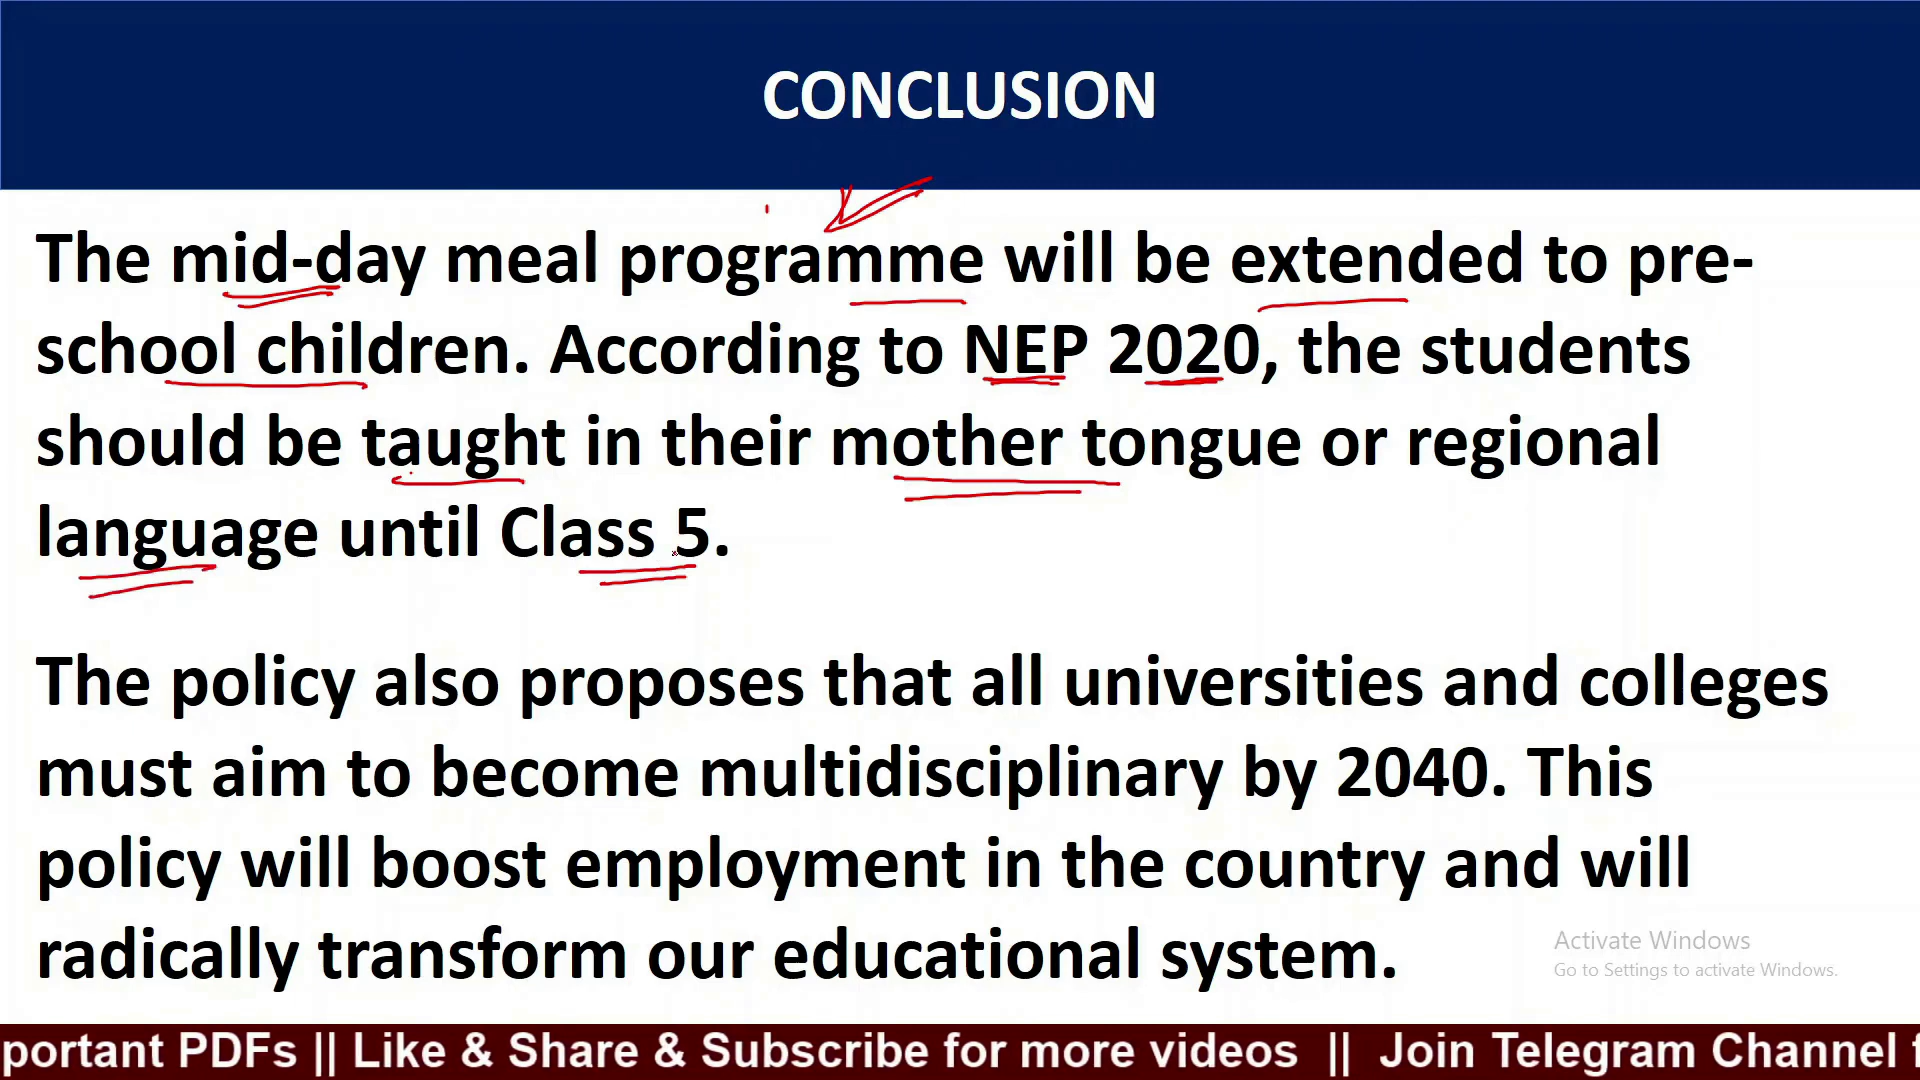 CONCLUSION
The mid-day meal programme will be extended to pre-
school children. According to NEP 2020, the students
should be taught in their mother tongue or regional
language until Class 5.
The policy also proposes that all universities and colleges
must aim to become multidisciplinary by 2040. This
policy will boost employment in the country and will
radically transform our educational system.
Activate Windows
Go to Settings to activate Windows.
portant PDFs || Like & Share & Subscribe for more videos || Join Telegram Channel f